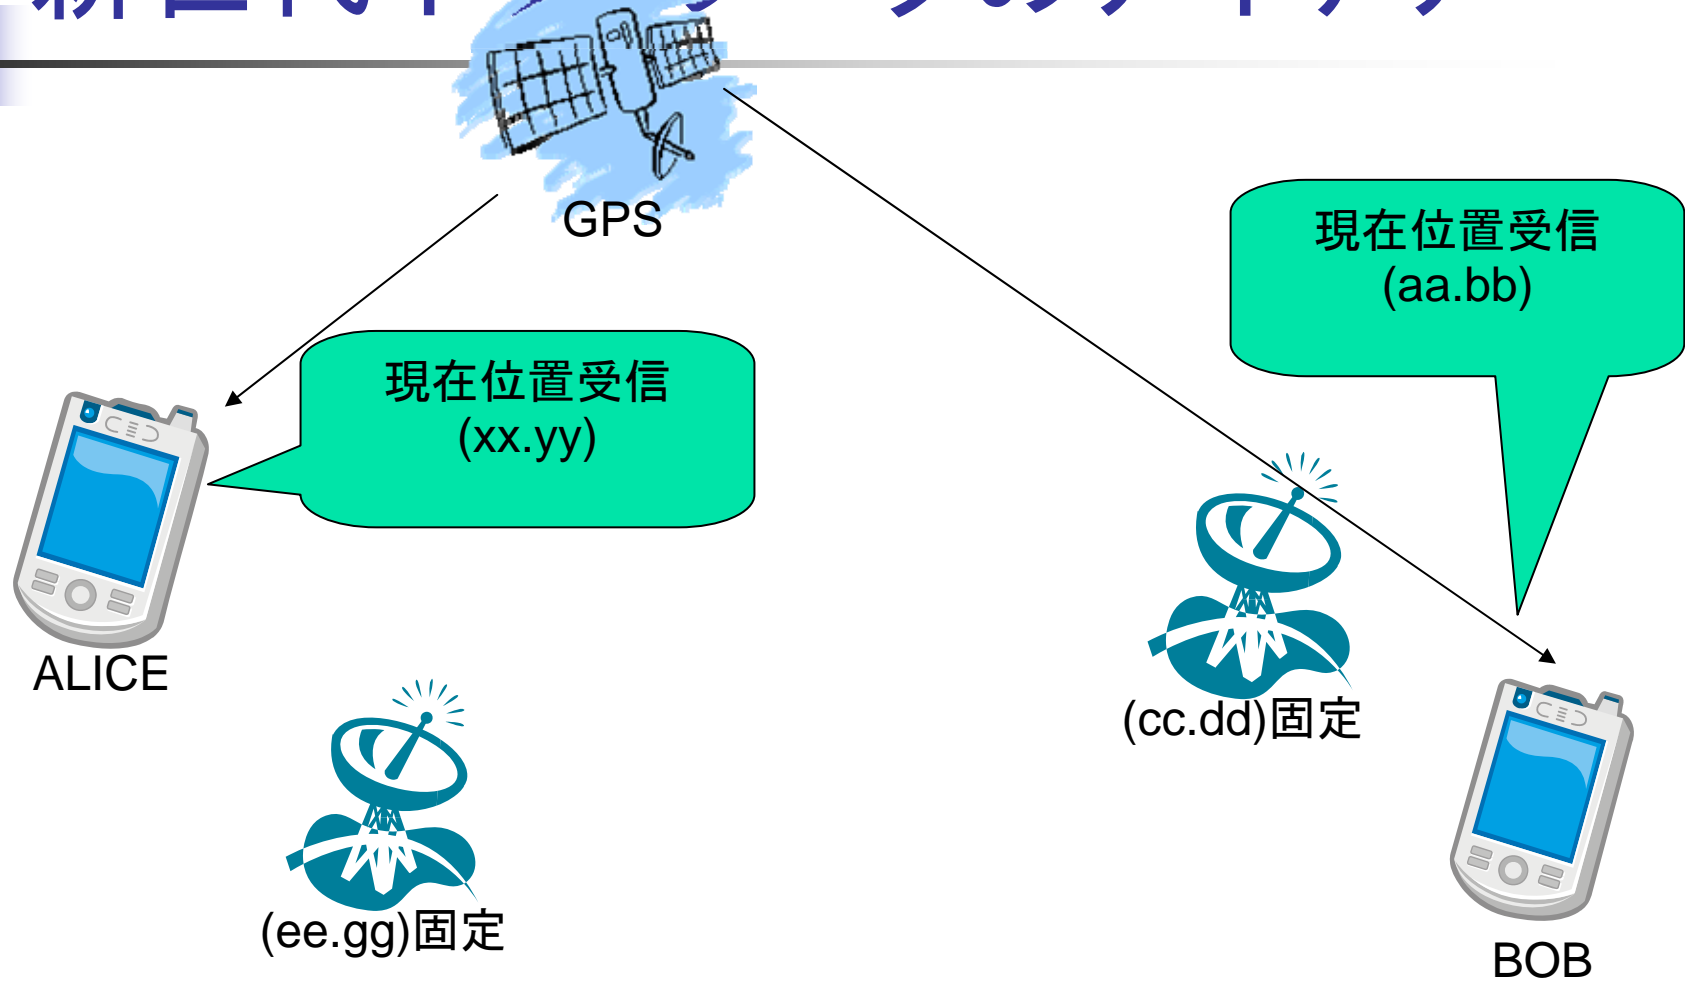 GPS
現在位置受信
(aa.bb)
現在位置受信
(xx.yy)
ALICE
(cc.dd)固定
(ee.gg)固定
BOB